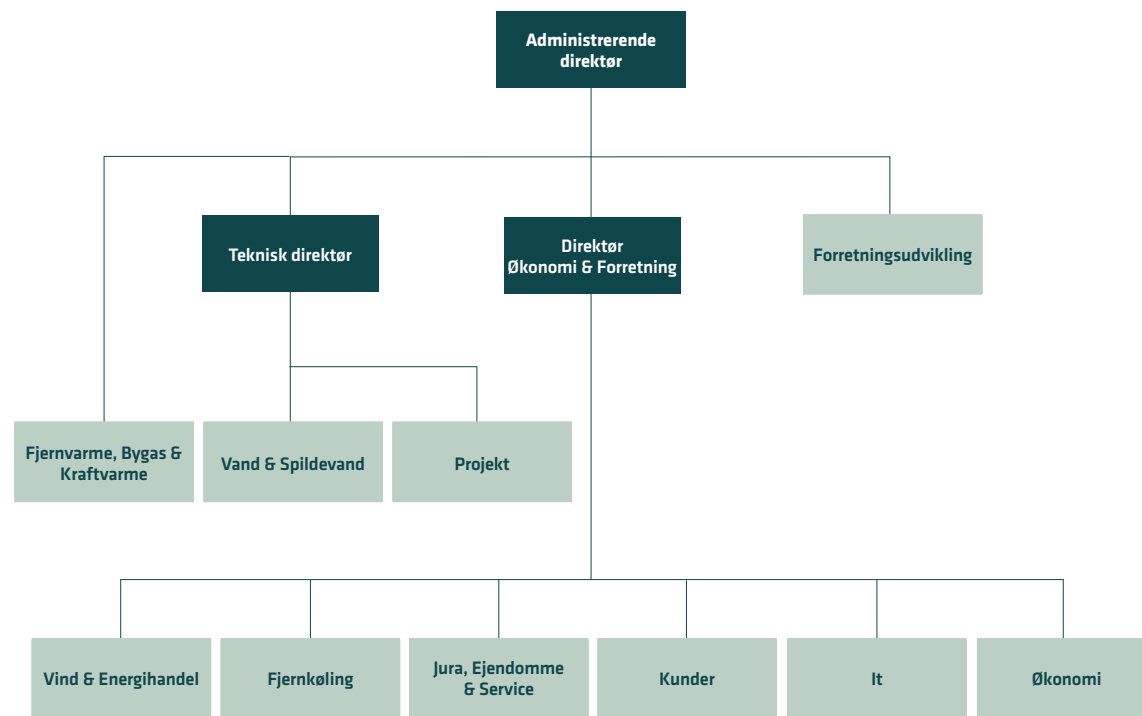 Administrerende
direktør
Teknisk direktør
Direktør
Økonomi & Forretning
Forretningsudvikling
Fjernvarme, Bygas &
Kraftvarme
Vand & Spildevand
Projekt
Vind & Energihandel
Fjernkøling
Jura, Ejendomme
& Service
Kunder
It
Økonomi